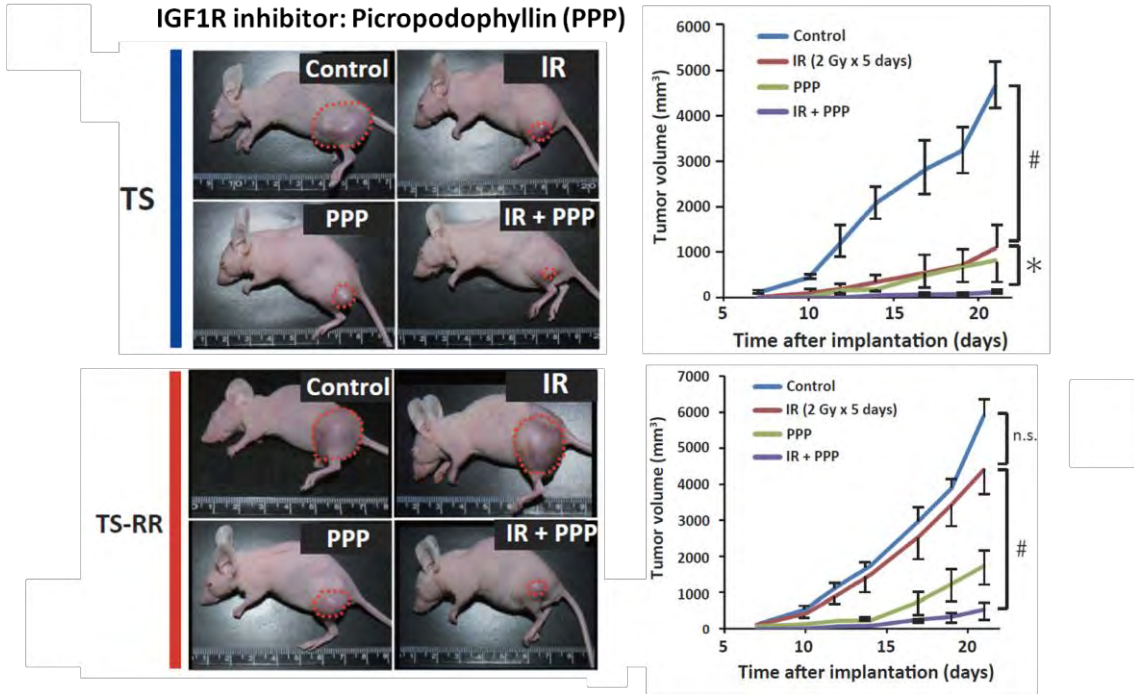 IGF1R inhibitor: Picropodophyllin (PPP)
TS
Control
IR
PPP
IR + PPP
Tumor volume (mm³)
6000
5000
4000
3000
2000
1000
0
Control
IR (2 Gy x 5 days)
PPP
IR + PPP
#
*
5 10 15 20
Time after implantation (days)
TS-RR
Control
IR
PPP
IR + PPP
Tumor volume (mm³)
7000
6000
5000
4000
3000
2000
1000
0
Control
IR (2 Gy x 5 days)
PPP
IR + PPP
n.s.
#
5 10 15 20
Time after implantation (days)